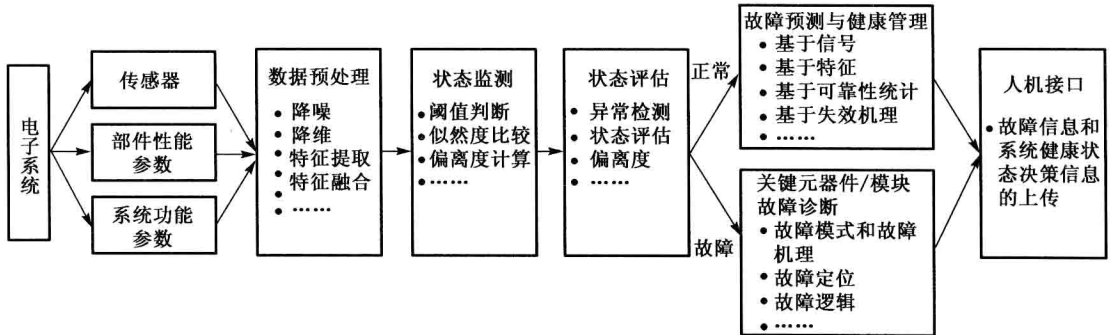 电子系统
传感器
部件性能
参数
系统功能
参数
数据预处理
• 降噪
• 降维
• 特征提取
• 特征融合
• ……
状态监测
• 阈值判断
• 似然度比较
• 偏离度计算
• ……
状态评估
• 异常检测
• 状态评估
• 偏离度
• ……
正常
故障
故障预测与健康管理
• 基于信号
• 基于特征
• 基于可靠性统计
• 基于失效机理
• ……
关键元器件/模块
故障诊断
• 故障模式和故障
机理
• 故障定位
• 故障逻辑
• ……
人机接口
• 故障信息和
系统健康状
态决策信息
的上传